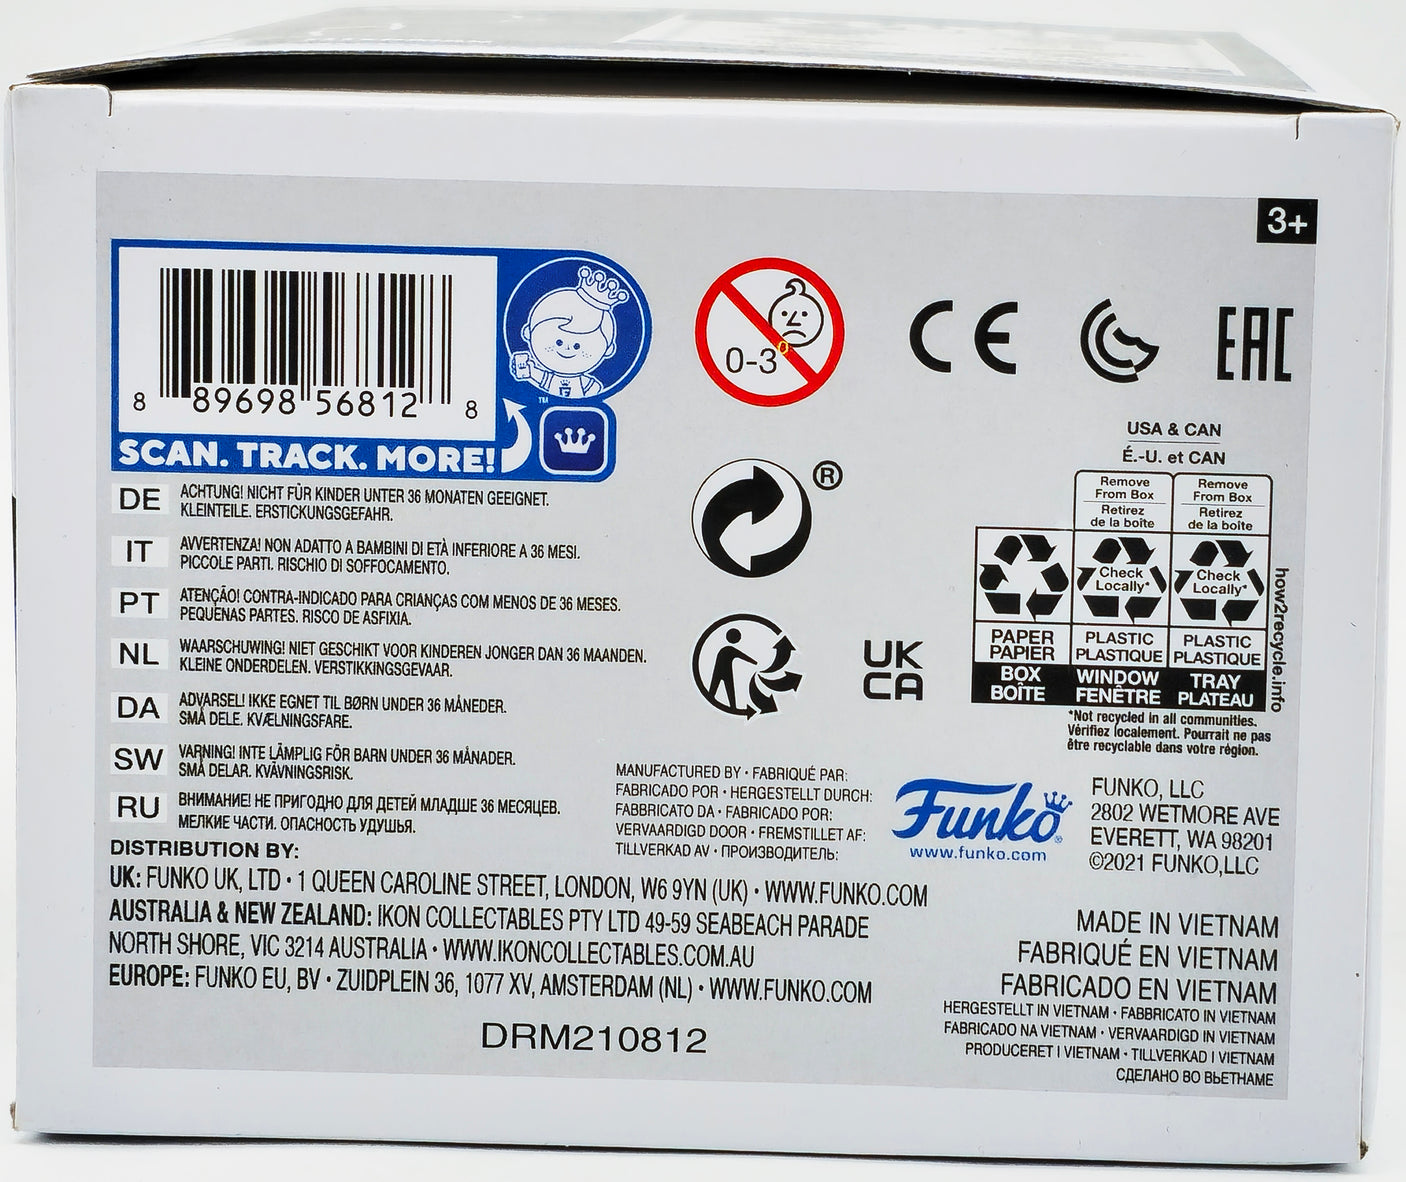 3+
8 89698 56812 8
SCAN. TRACK. MORE!
™
0-3
CE
EAC
®
UK
CA
USA & CAN
É.-U. et CAN
Remove
From Box
Retirez
de la boîte
Remove
From Box
Retirez
de la boîte
Check
Locally*
Check
Locally*
PAPER
PAPIER
PLASTIC
PLASTIQUE
PLASTIC
PLASTIQUE
BOX
BOÎTE
WINDOW
FENÊTRE
TRAY
PLATEAU
how2recycle.info
*Not recycled in all communities.
Vérifiez localement. Pourrait ne pas
être recyclable dans votre région.
DE
ACHTUNG! NICHT FÜR KINDER UNTER 36 MONATEN GEEIGNET.
KLEINTEILE. ERSTICKUNGSGEFAHR.
IT
AVVERTENZA! NON ADATTO A BAMBINI DI ETÀ INFERIORE A 36 MESI.
PICCOLE PARTI. RISCHIO DI SOFFOCAMENTO.
PT
ATENÇÃO! CONTRA-INDICADO PARA CRIANÇAS COM MENOS DE 36 MESES.
PEQUENAS PARTES. RISCO DE ASFIXIA.
NL
WAARSCHUWING! NIET GESCHIKT VOOR KINDEREN JONGER DAN 36 MAANDEN.
KLEINE ONDERDELEN. VERSTIKKINGSGEVAAR.
DA
ADVARSEL! IKKE EGNET TIL BØRN UNDER 36 MÅNEDER.
SMÅ DELE. KVÆLNINGSFARE.
SW
VARNING! INTE LÄMPLIG FÖR BARN UNDER 36 MÅNADER.
SMÅ DELAR. KVÄVNINGSRISK.
RU
ВНИМАНИЕ! НЕ ПРИГОДНО ДЛЯ ДЕТЕЙ МЛАДШЕ 36 МЕСЯЦЕВ.
МЕЛКИЕ ЧАСТИ. ОПАСНОСТЬ УДУШЬЯ.
MANUFACTURED BY • FABRIQUÉ PAR:
FABRICADO POR • HERGESTELLT DURCH:
FABBRICATO DA • FABRICADO POR:
VERVAARDIGD DOOR • FREMSTILLET AF:
TILLVERKAD AV • ПРОИЗВОДИТЕЛЬ:
Funko®
www.funko.com
FUNKO, LLC
2802 WETMORE AVE
EVERETT, WA 98201
©2021 FUNKO,LLC
DISTRIBUTION BY:
UK: FUNKO UK, LTD • 1 QUEEN CAROLINE STREET, LONDON, W6 9YN (UK) • WWW.FUNKO.COM
AUSTRALIA & NEW ZEALAND: IKON COLLECTABLES PTY LTD 49-59 SEABEACH PARADE
NORTH SHORE, VIC 3214 AUSTRALIA • WWW.IKONCOLLECTABLES.COM.AU
EUROPE: FUNKO EU, BV • ZUIDPLEIN 36, 1077 XV, AMSTERDAM (NL) • WWW.FUNKO.COM
DRM210812
MADE IN VIETNAM
FABRIQUÉ EN VIETNAM
FABRICADO EN VIETNAM
HERGESTELLT IN VIETNAM • FABBRICATO IN VIETNAM
FABRICADO NA VIETNAM • VERVAARDIGD IN VIETNAM
PRODUCERET I VIETNAM • TILLVERKAD I VIETNAM
СДЕЛАНО ВО ВЬЕТНАМЕ